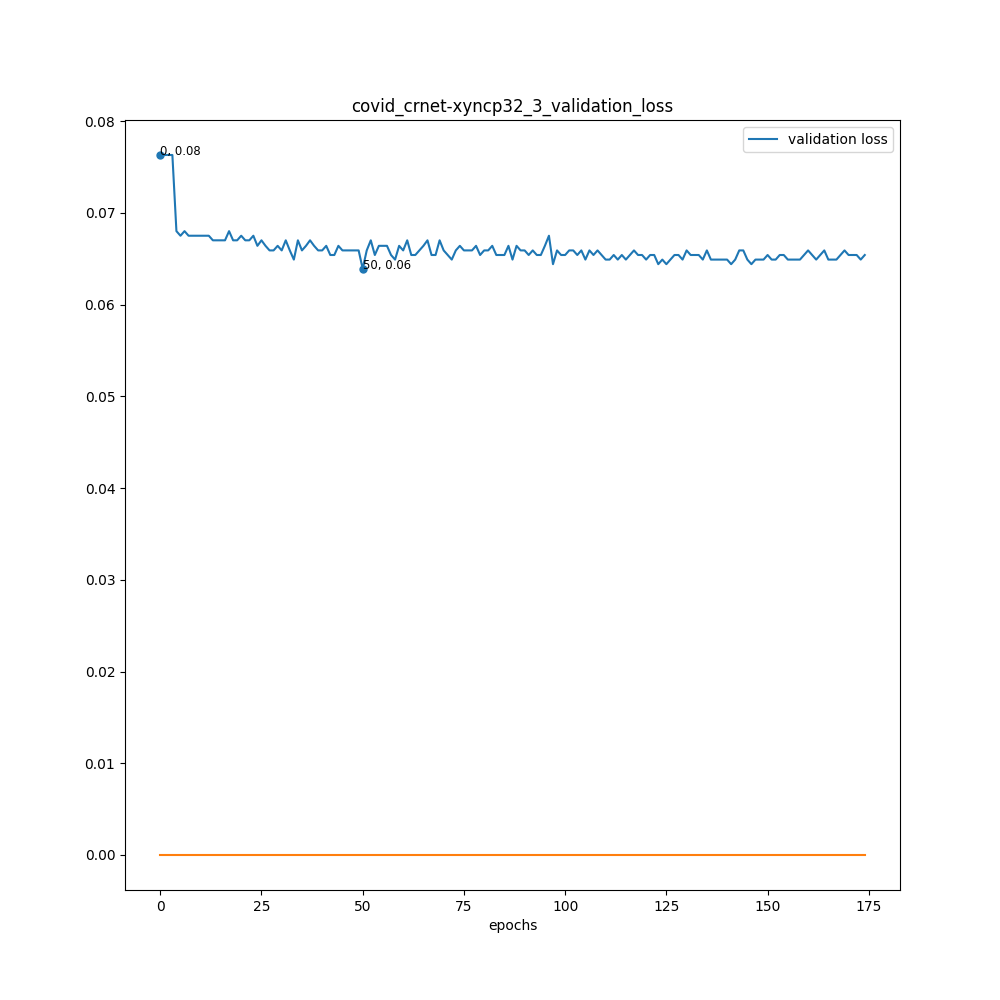 covid_crnet-xyncp32_3_validation_loss
0.08
validation loss
0, 0.08
0.07
50, 0.06
0.06
0.05
0.04
0.03
0.02
0.01
0.00
0 25 50 75 100 125 150 175
epochs